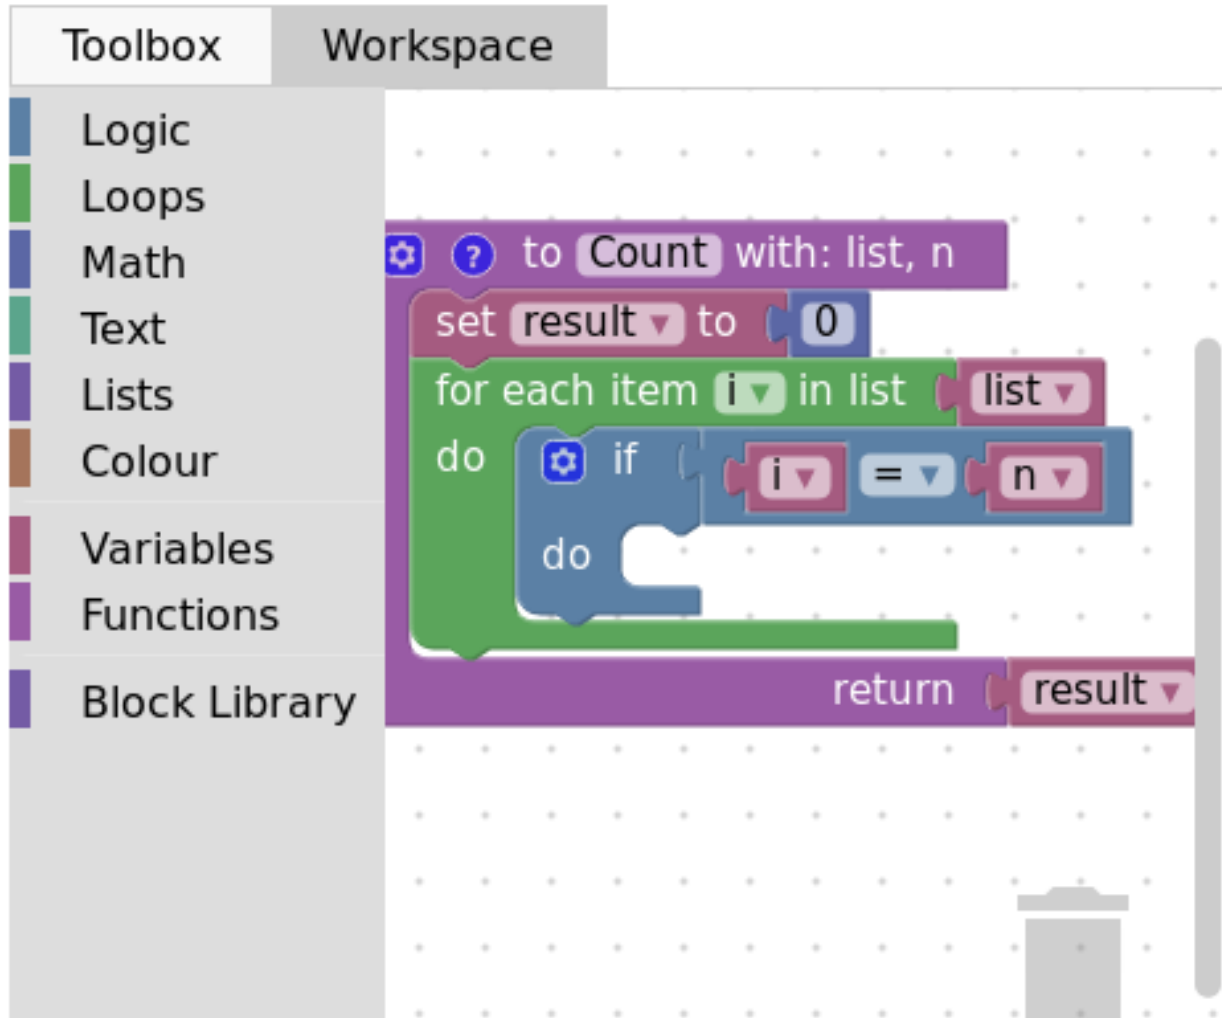 Toolbox Workspace
Logic
Loops
Math
Text
Lists
Colour
Variables
Functions
Block Library
? to Count with: list, n
set result ▾ to 0
for each item i ▾ in list list ▾
do if i ▾ = ▾ n ▾
do
return result ▾